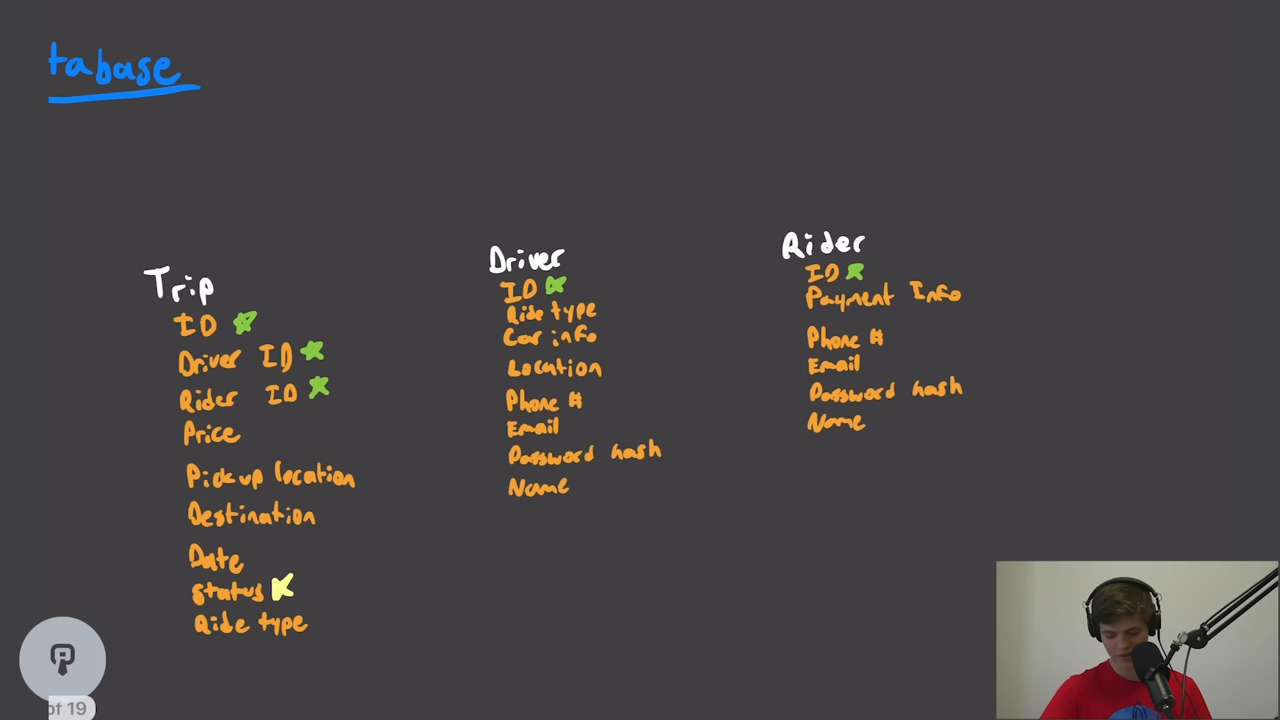 tabase
Trip
ID
Driver ID
Rider ID
Price
Pickup location
Destination
Date
Status
Ride type
Driver
ID
Ride type
Car info
Location
Phone #
Email
Password hash
Name
Rider
ID
Payment Info
Phone #
Email
Password hash
Name
of 19